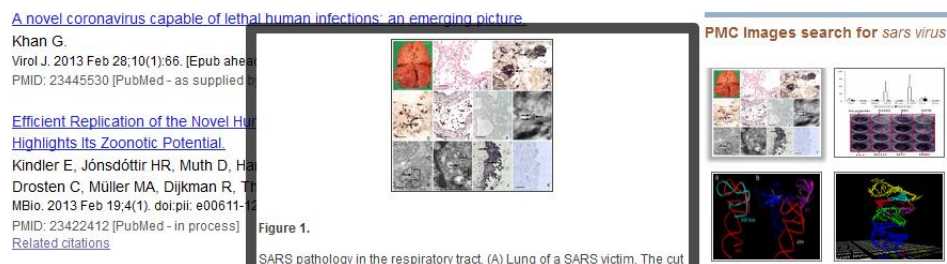 A novel coronavirus capable of lethal human infections: an emerging picture.
Khan G.
Virol J. 2013 Feb 28;10(1):66. [Epub ahea
PMID: 23445530 [PubMed - as supplied b
Efficient Replication of the Novel Hu
Highlights Its Zoonotic Potential.
Kindler E, Jónsdóttir HR, Muth D, Ha
Drosten C, Müller MA, Dijkman R, Th
MBio. 2013 Feb 19;4(1). doi:pii: e00611-12
PMID: 23422412 [PubMed - in process]
Related citations
Figure 1.
SARS pathology in the respiratory tract. (A) Lung of a SARS victim. The cut
PMC Images search for sars virus